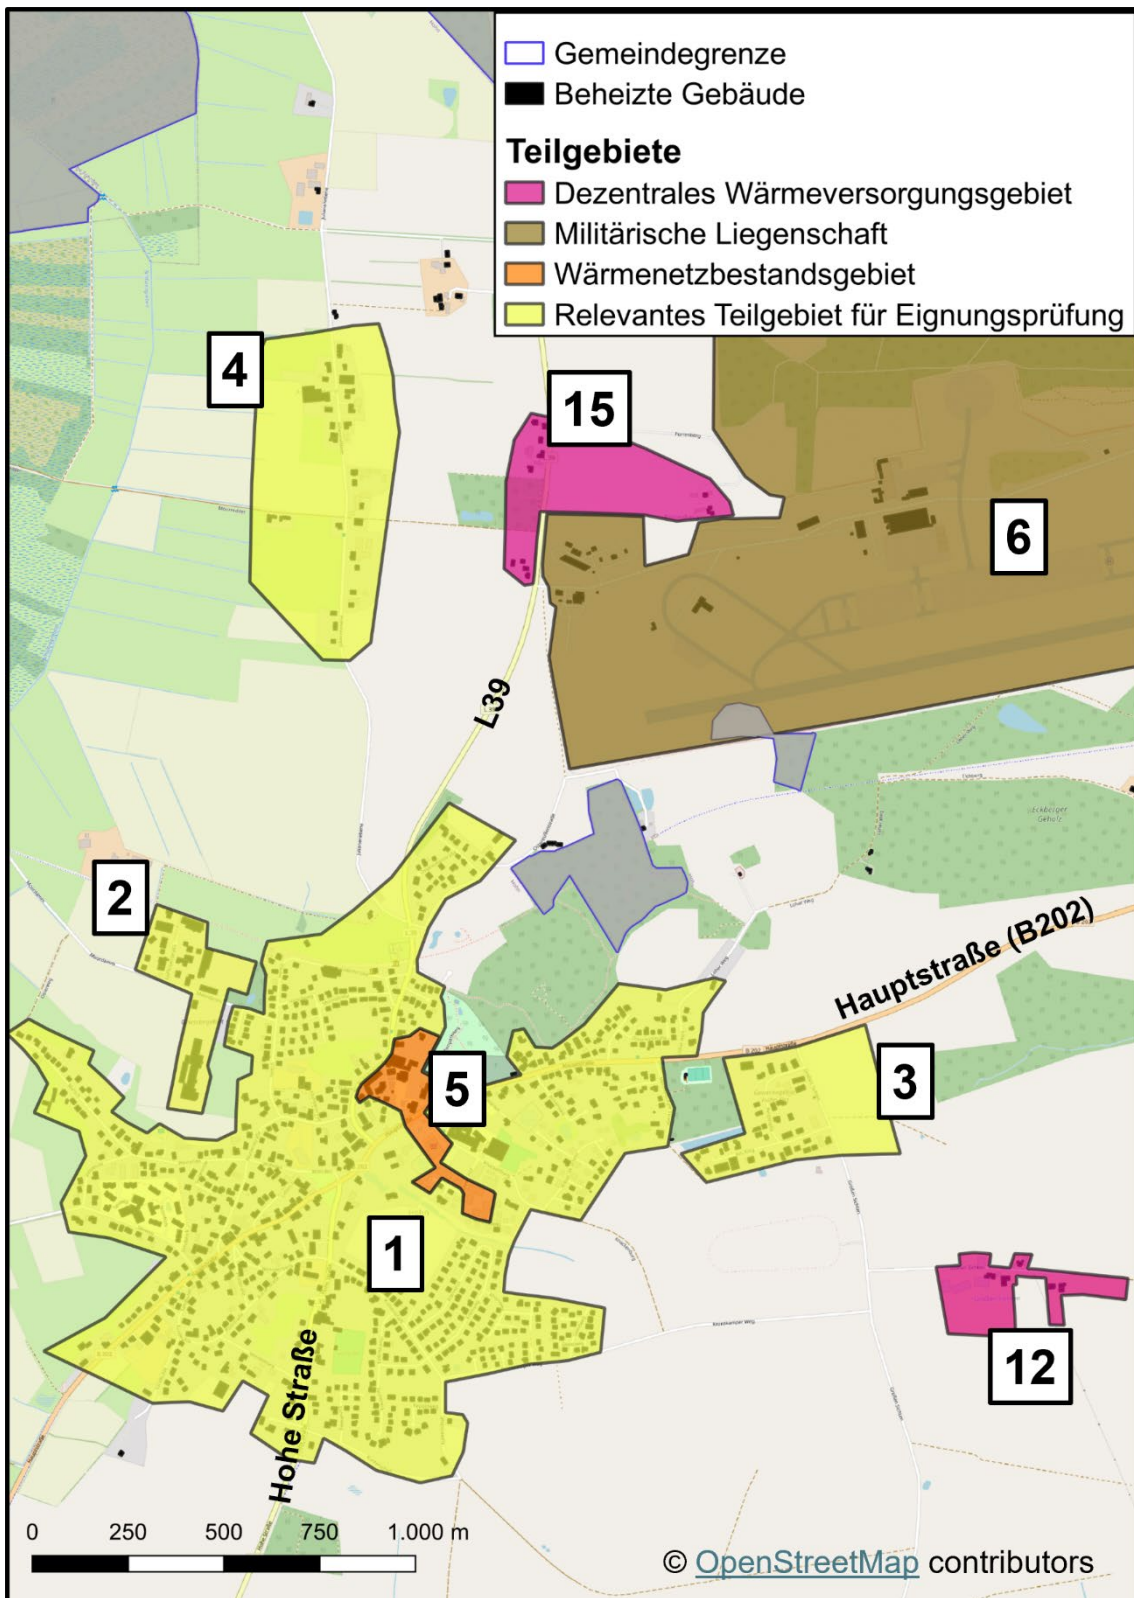 Gemeindegrenze
Beheizte Gebäude
Teilgebiete
Dezentrales Wärmeversorgungsgebiet
Militärische Liegenschaft
Wärmenetzbestandsgebiet
Relevantes Teilgebiet für Eignungsprüfung
4
15
6
L39
2
Hauptstraße (B202)
5
3
1
12
Hohe Straße
0 250 500 750 1.000 m
© OpenStreetMap contributors